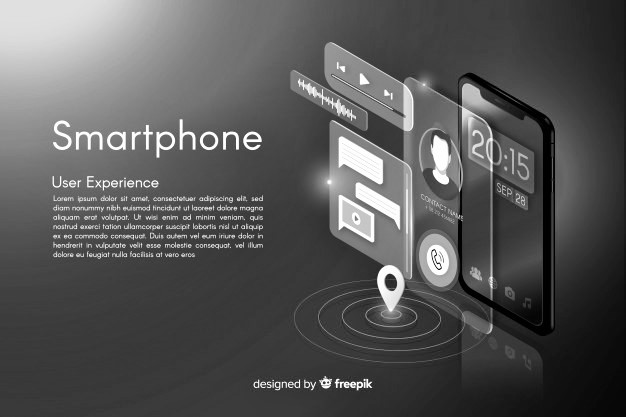 Smartphone
User Experience
Lorem ipsum dolor sit amet, consectetuer adipiscing elit, sed
diam nonummy nibh euismod tincidunt ut laoreet dolore magna
aliquam erat volutpat. Ut wisi enim ad minim veniam, quis
nostrud exerci tation ullamcorper suscipit lobortis nisl ut aliquip
ex ea commodo consequat. Duis autem vel eum iriure dolor in
hendrerit in vulputate velit esse molestie consequat, vel illum
dolore eu feugiat nulla facilisis at vero eros
CONTACT NAME
20:15
SEP, 28
designed by freepik